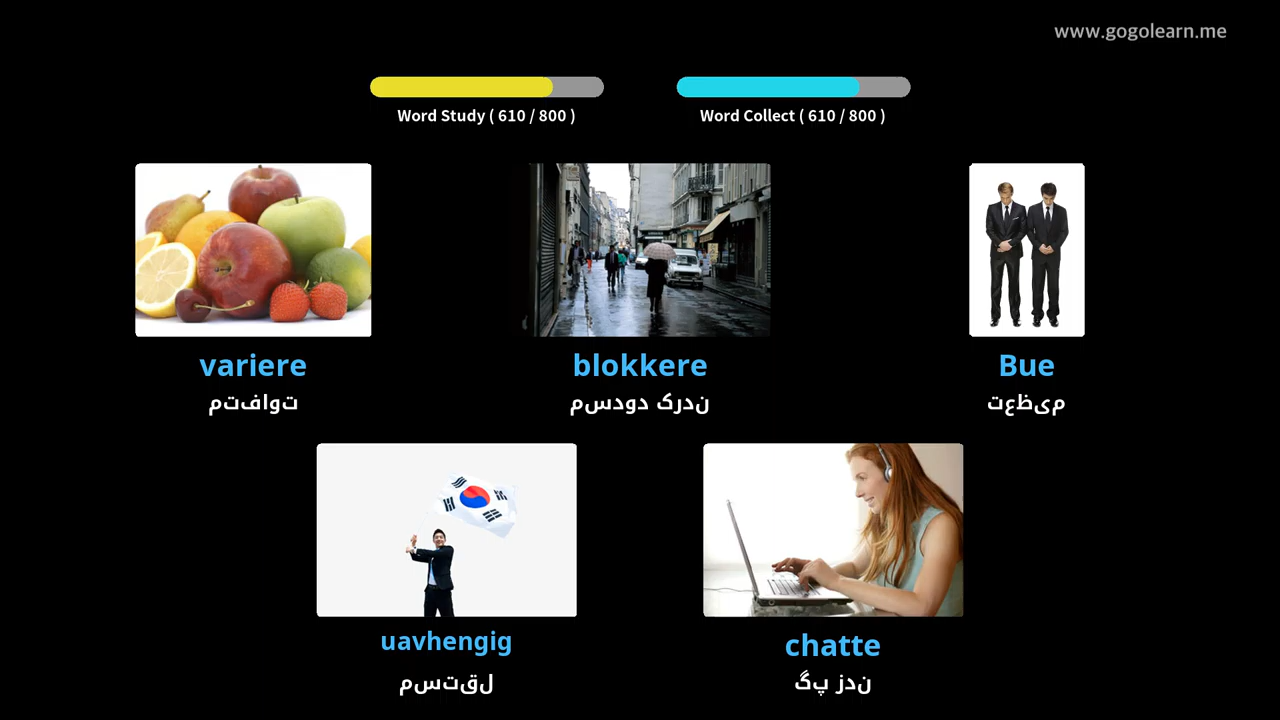 www.gogolearn.me
Word Study ( 610 / 800 )
Word Collect ( 610 / 800 )
variere
متفاوت
blokkere
مسدود کردن
Bue
تعظیم
uavhengig
مستقل
chatte
گپ زدن